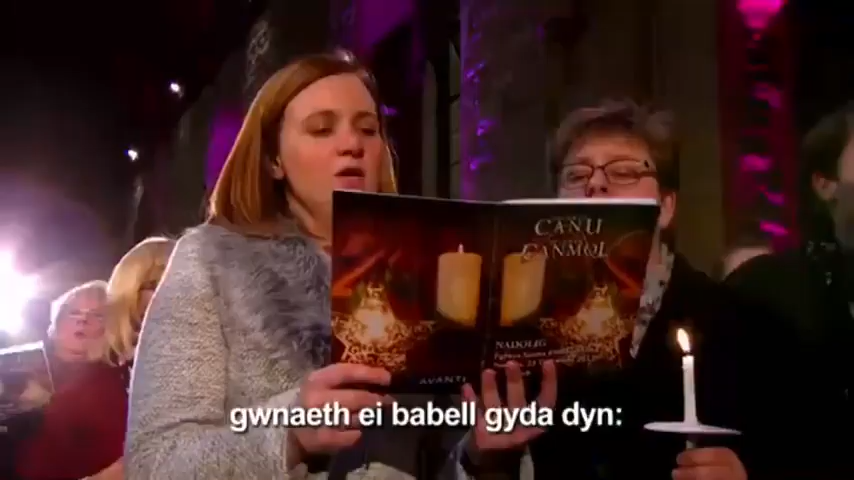 CANU
CANMOL
NADOLIG
AVANTI
gwnaeth ei babell gyda dyn: